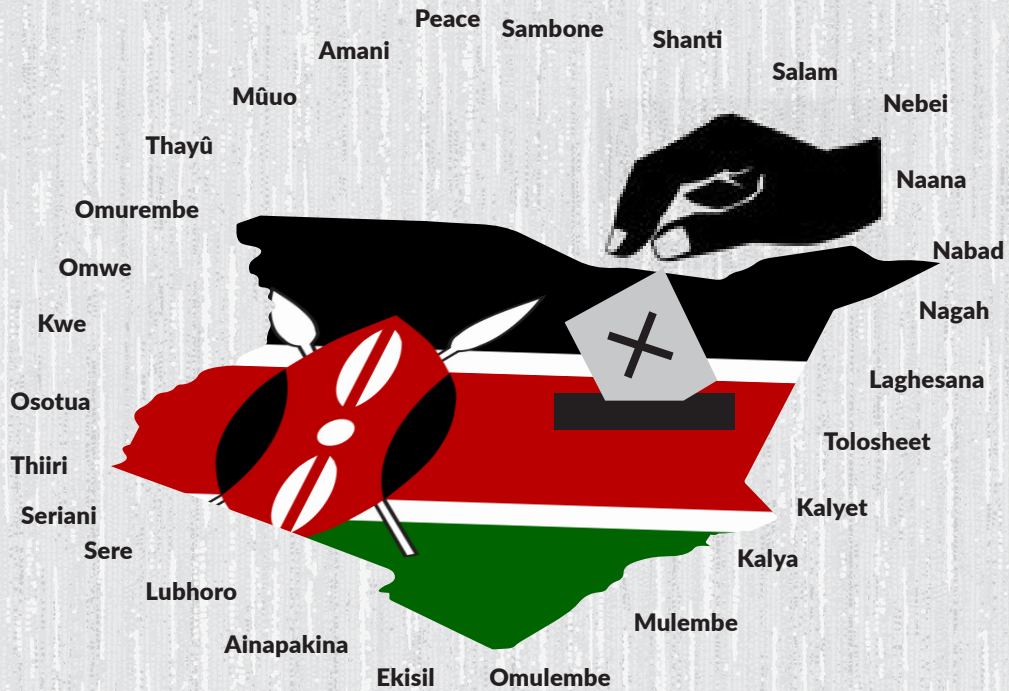 Peace
Sambone
Shanti
Salam
Nebei
Naana
Nabad
Nagah
Laghesana
Tolosheet
Kalyet
Kalya
Mulembe
Omulembe
Ekisil
Ainapakina
Lubhoro
Sere
Seriani
Thiiri
Osotua
Kwe
Omwe
Omurembe
Thayû
Mûuo
Amani